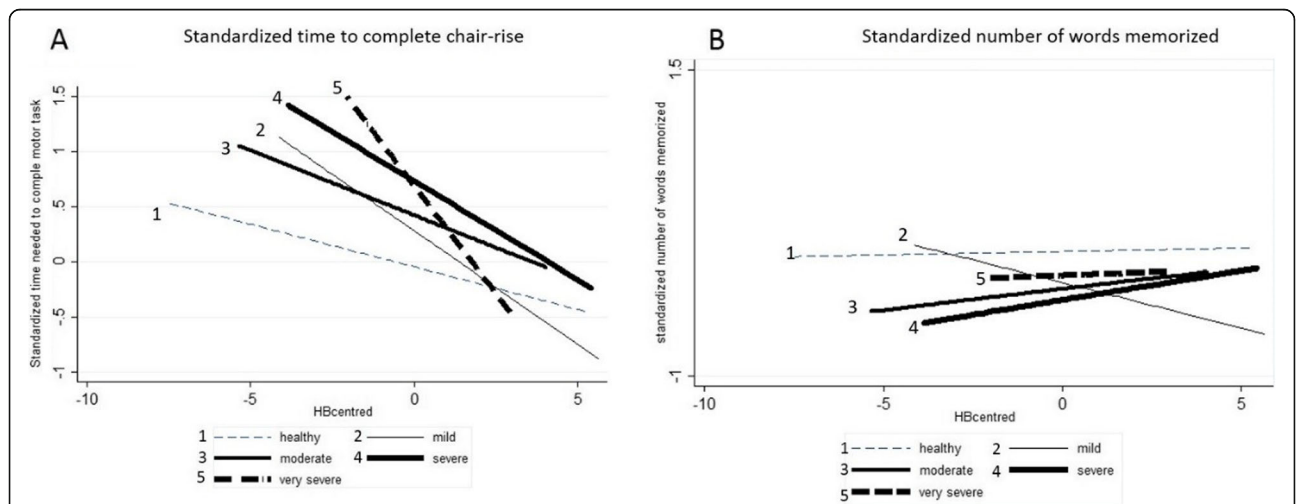 A
Standardized time to complete chair-rise
Standardized time needed to comple motor task
1.5
1
.5
0
-.5
-1
-10
-5
0
5
HBcentred
1
2
3
4
5
1 healthy 2 mild
3 moderate 4 severe
5 very severe
B
Standardized number of words memorized
standardized number of words memorized
1.5
-1
-10
-5
0
5
HBcentred
1
2
5
3
4
1 healthy 2 mild
3 moderate 4 severe
5 very severe